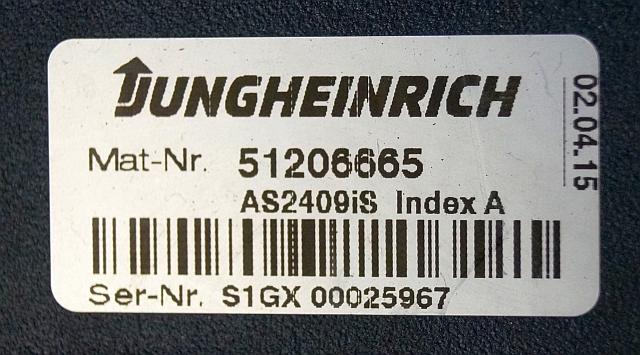 JUNGHEINRICH
Mat-Nr. 51206665
AS2409iS Index A
Ser-Nr. S1GX 00025967
02.04.15